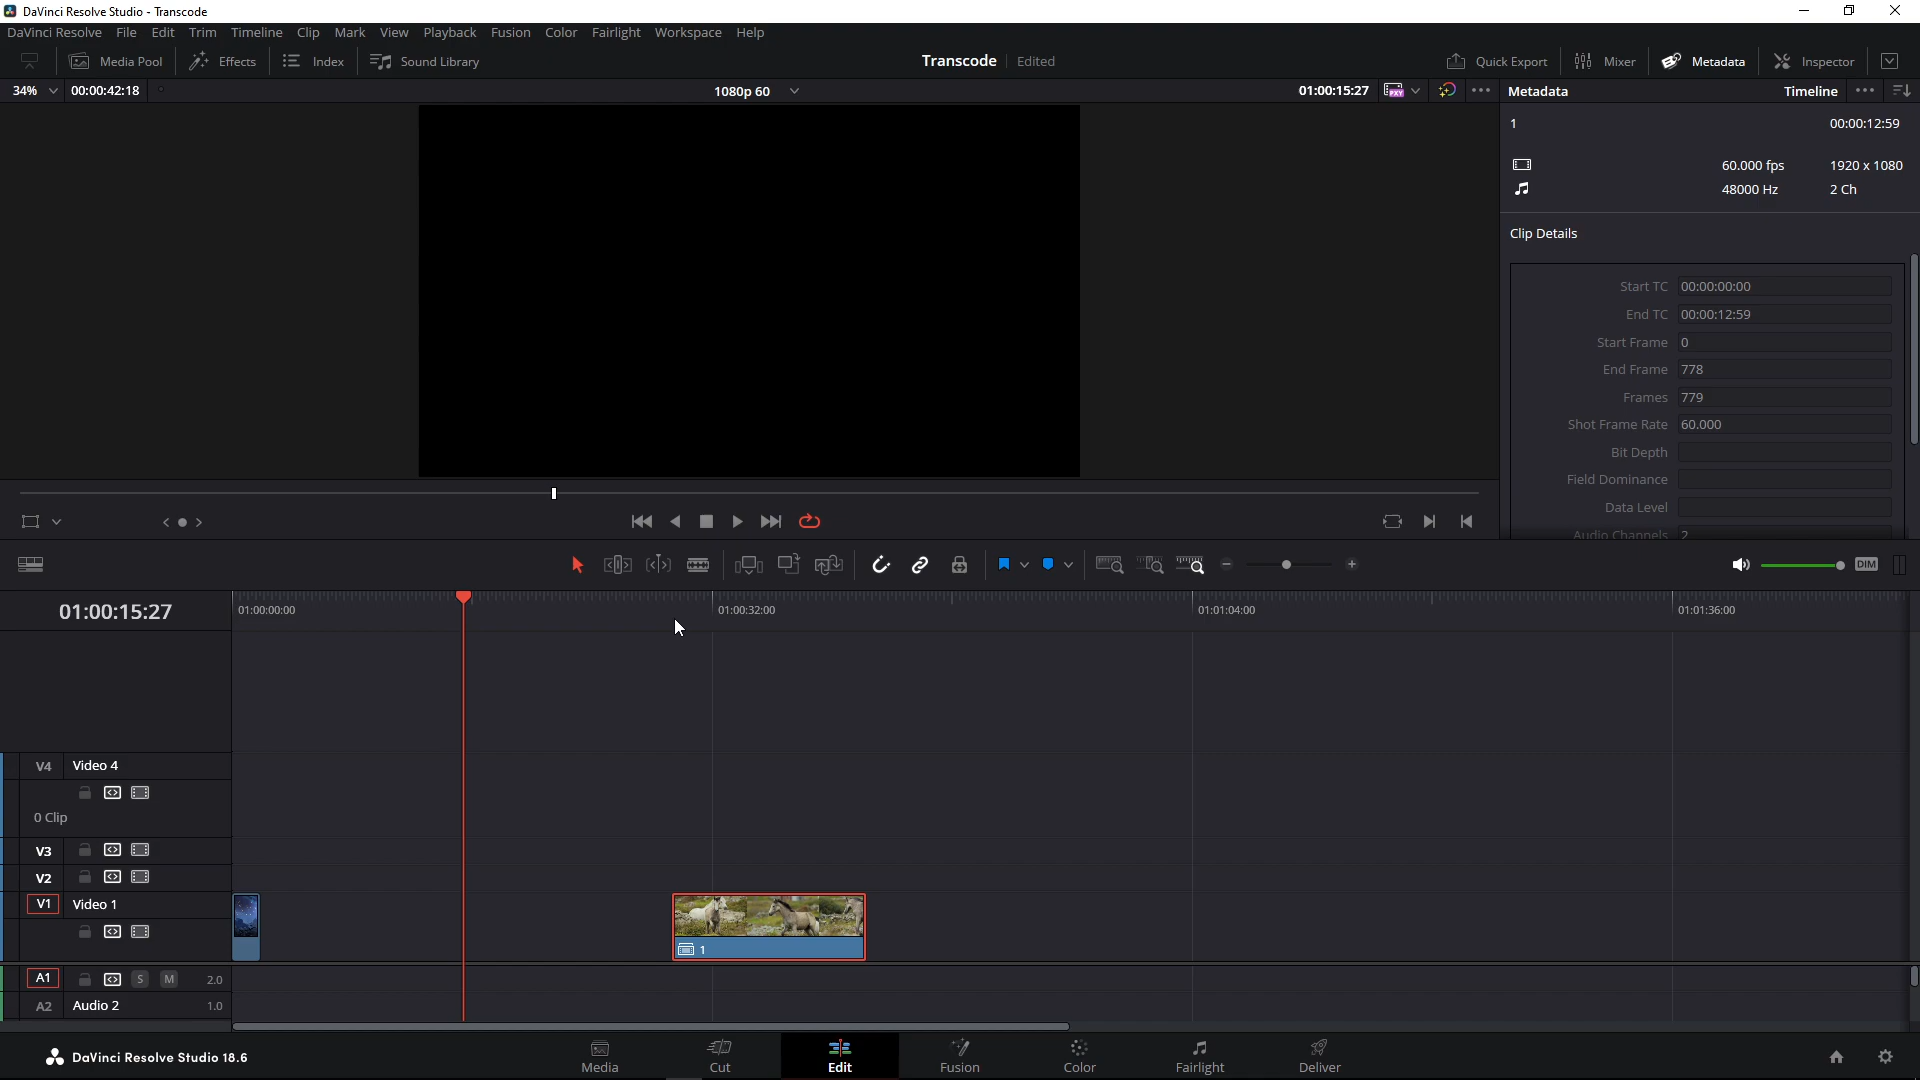 DaVinci Resolve Studio - Transcode
DaVinci Resolve File Edit Trim Timeline Clip Mark View Playback Fusion Color Fairlight Workspace Help
Media Pool Effects Index Sound Library Transcode Edited Quick Export Mixer Metadata Inspector
34% 00:00:42:18 1080p 60 01:00:15:27 PXY Metadata Timeline
1 00:00:12:59
60.000 fps 1920 x 1080
48000 Hz 2 Ch
Clip Details
Start TC 00:00:00:00
End TC 00:00:12:59
Start Frame 0
End Frame 778
Frames 779
Shot Frame Rate 60.000
Bit Depth
Field Dominance
Data Level
Audio Channels 2
DIM
01:00:15:27 01:00:00:00 01:00:32:00 01:01:04:00 01:01:36:00
V4 Video 4
0 Clip
V3
V2
V1 Video 1
1
A1 S M 2.0
A2 Audio 2 1.0
DaVinci Resolve Studio 18.6 Media Cut Edit Fusion Color Fairlight Deliver